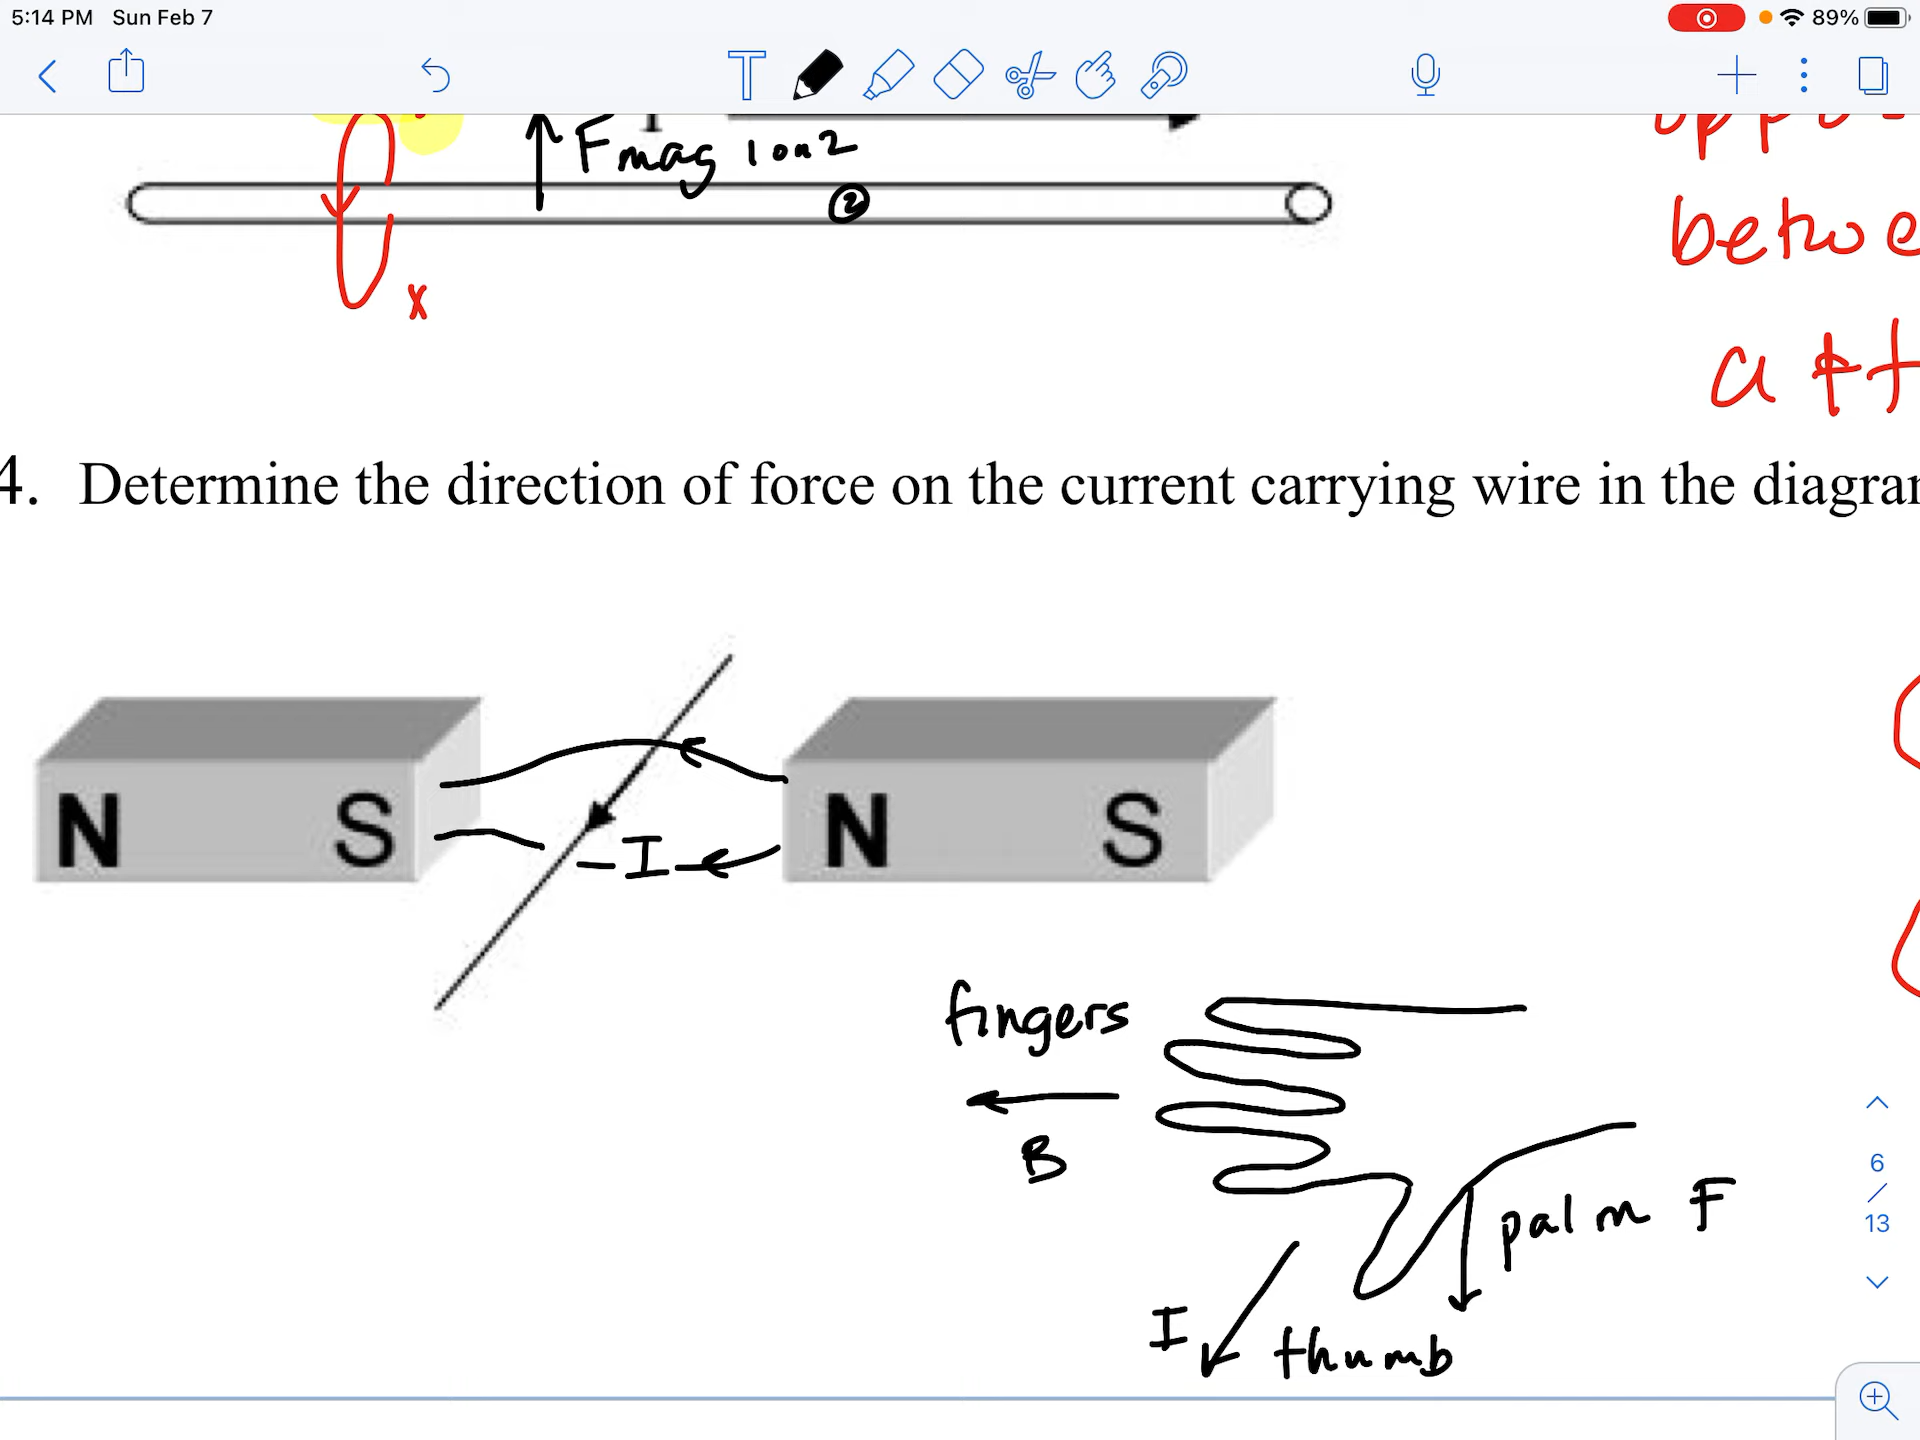 5:14 PM Sun Feb 7
89%
T
Fmag 1 on 2
2
x
betwe
att
4. Determine the direction of force on the current carrying wire in the diagra
N S
I
N S
fingers
B
palm F
I
thumb
6
/
13